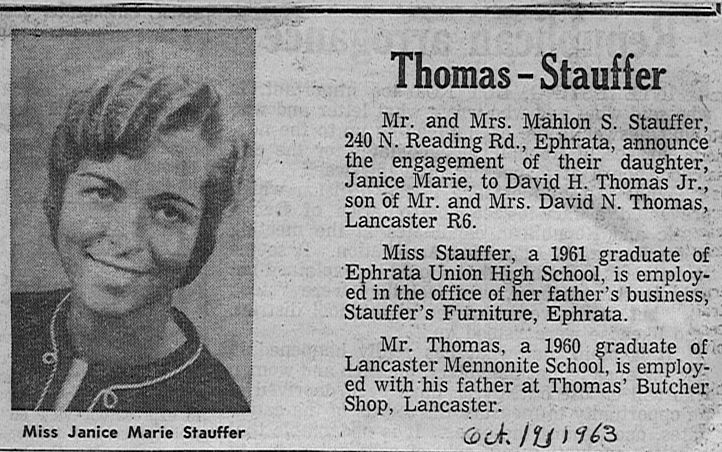 Thomas – Stauffer
Mr. and Mrs. Mahlon S. Stauffer,
240 N. Reading Rd., Ephrata, announce
the engagement of their daughter,
Janice Marie, to David H. Thomas Jr.,
son of Mr. and Mrs. David N. Thomas,
Lancaster R6.
Miss Stauffer, a 1961 graduate of
Ephrata Union High School, is employ-
ed in the office of her father's business,
Stauffer's Furniture, Ephrata.
Mr. Thomas, a 1960 graduate of
Lancaster Mennonite School, is employ-
ed with his father at Thomas' Butcher
Shop, Lancaster.
Miss Janice Marie Stauffer
Oct. 19, 1963